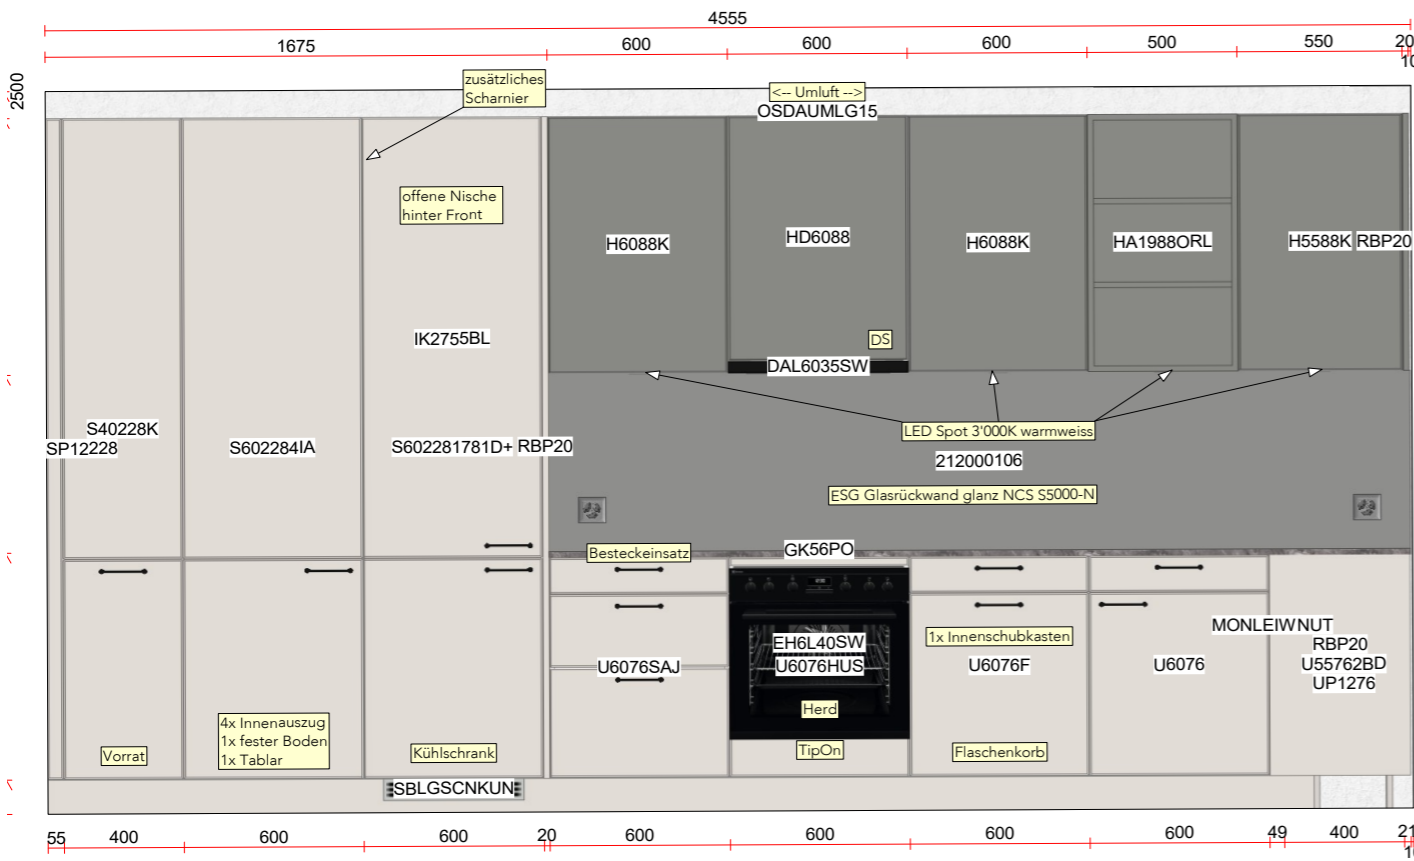 4555
1675 600 600 600 500 550 20
10
2500
zusätzliches
Scharnier
<-- Umluft -->
OSDAUMLG15
offene Nische
hinter Front
H6088K
HD6088
H6088K
HA1988ORL
H5588K RBP20
IK2755BL
DS
DAL6035SW
S40228K
SP12228
S602284IA
S602281781D+ RBP20
LED Spot 3'000K warmweiss
212000106
ESG Glasrückwand glanz NCS S5000-N
Besteckeinsatz
GK56PO
EH6L40SW
U6076HUS
U6076SAJ
1x Innenschubkasten
U6076F
U6076
MONLEIWNUT
RBP20
U55762BD
UP1276
Herd
4x Innenauszug
1x fester Boden
1x Tablar
Vorrat
Kühlschrank
TipOn
Flaschenkorb
SBLGSCNKUN
55 400 600 600 20 600 600 600 600 49 400 21
10